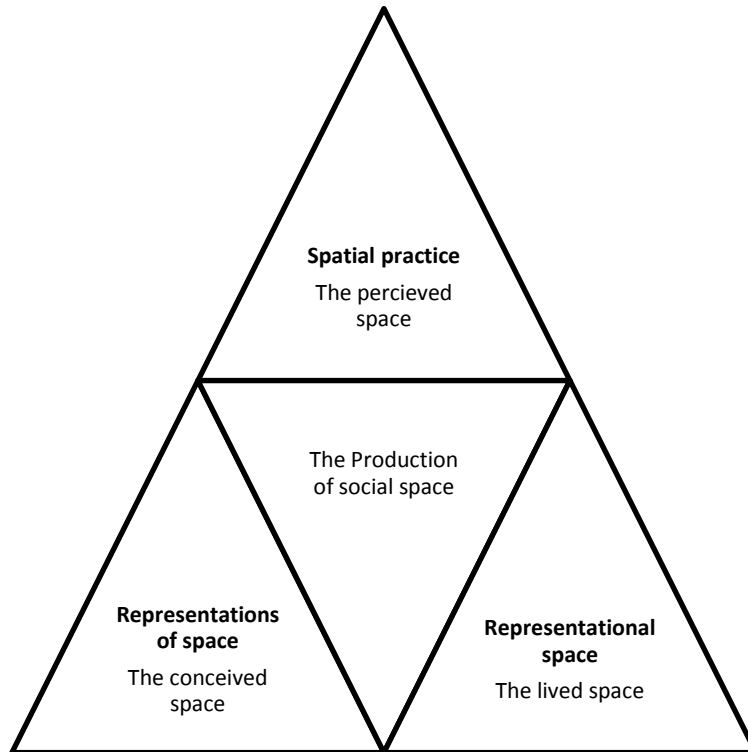 Spatial practice
The percieved
space
The Production
of social space
Representations
of space
The conceived
space
Representational
space
The lived space